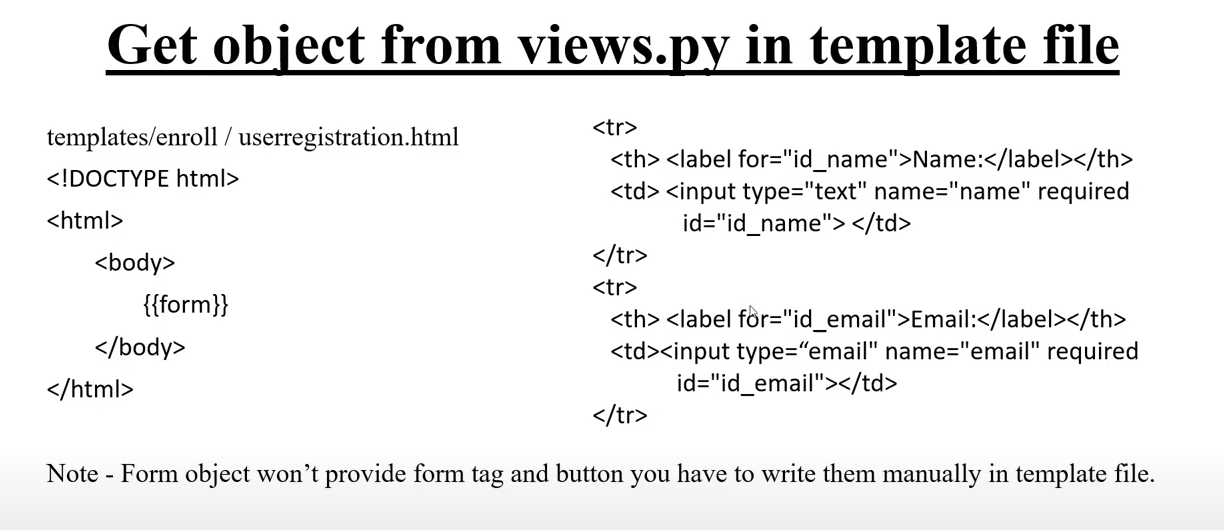 Get object from views.py in template file
templates/enroll / userregistration.html
<!DOCTYPE html>
<html>
<body>
{{form}}
</body>
</html>
<tr>
<th> <label for="id_name">Name:</label></th>
<td> <input type="text" name="name" required
id="id_name"> </td>
</tr>
<tr>
<th> <label for="id_email">Email:</label></th>
<td><input type=“email" name="email" required
id="id_email"></td>
</tr>
Note - Form object won’t provide form tag and button you have to write them manually in template file.